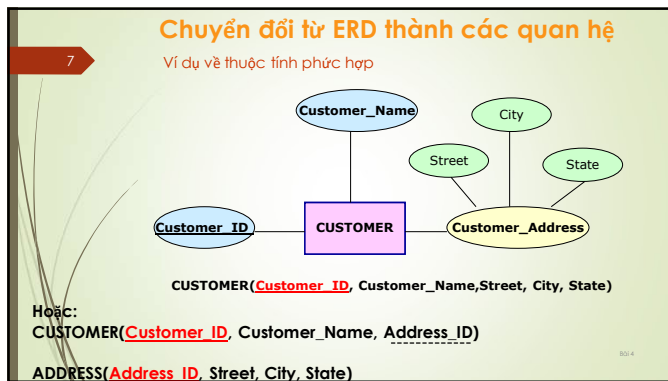 Chuyển đổi từ ERD thành các quan hệ
7
Ví dụ về thuộc tính phức hợp
Customer_Name
City
Street
State
Customer_ID
CUSTOMER
Customer_Address
CUSTOMER(Customer_ID, Customer_Name,Street, City, State)
Hoặc:
CUSTOMER(Customer_ID, Customer_Name, Address_ID)
Bài 4
ADDRESS(Address_ID, Street, City, State)